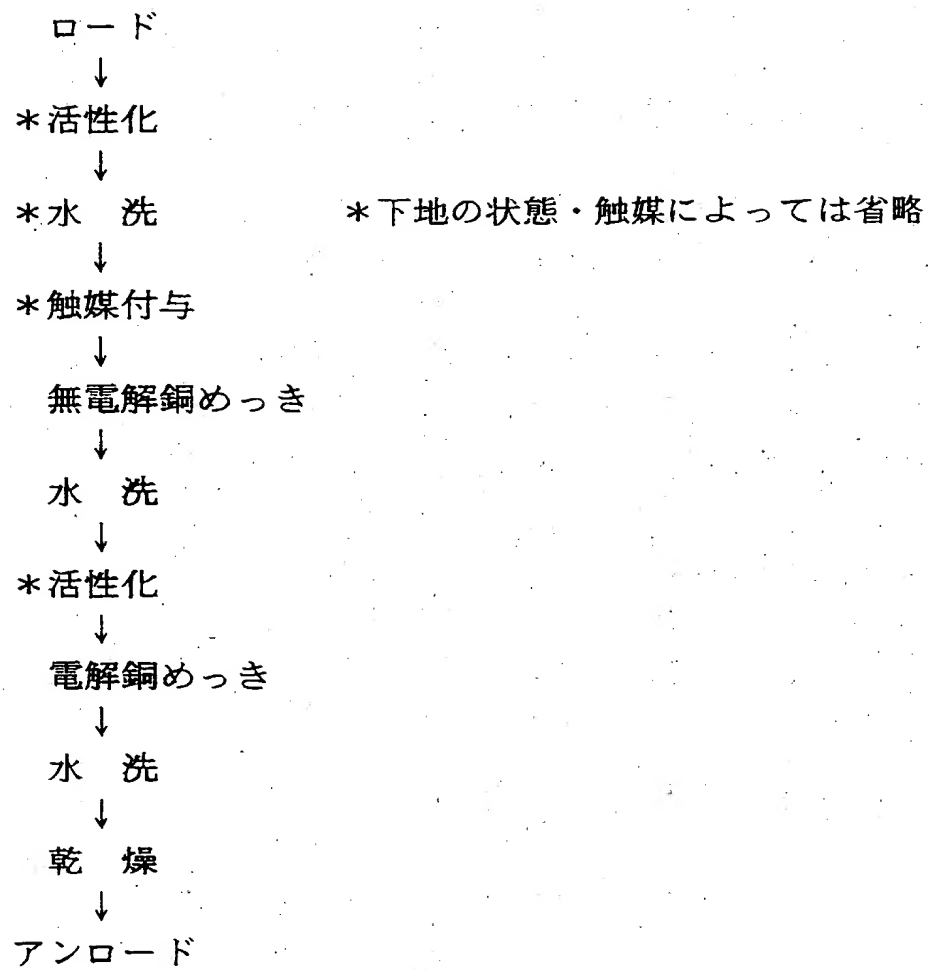 ロード
↓
＊活性化
↓
＊水　洗　　　　　＊下地の状態・触媒によっては省略
↓
＊触媒付与
↓
無電解銅めっき
↓
水　洗
↓
＊活性化
↓
電解銅めっき
↓
水　洗
↓
乾　燥
↓
アンロード